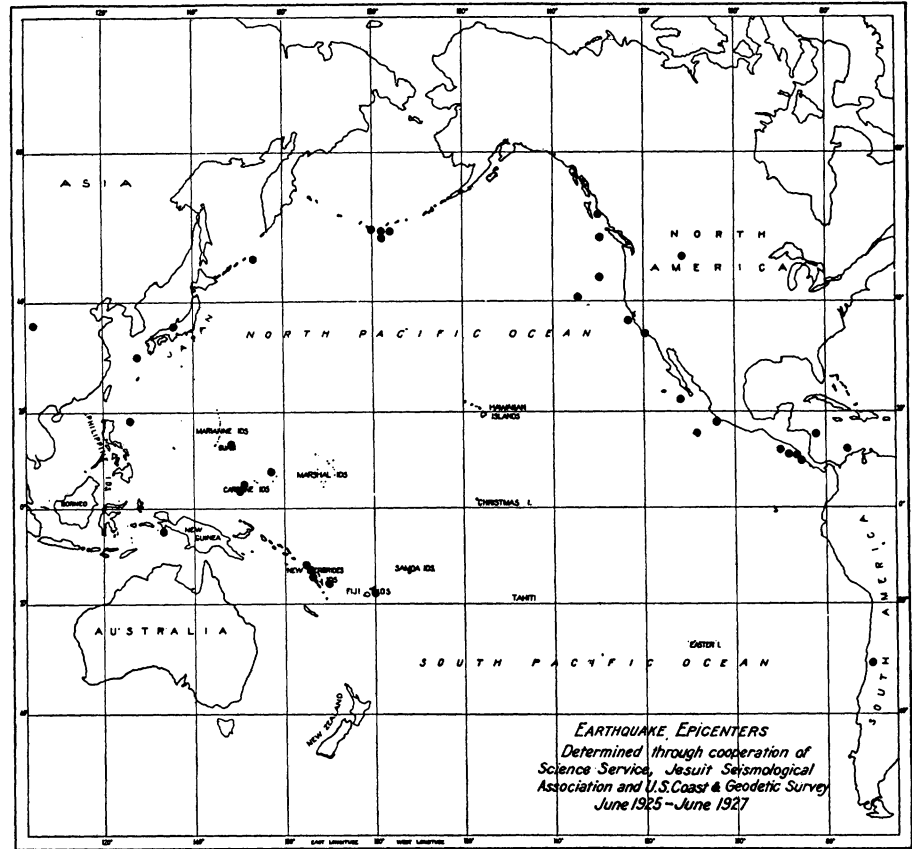 ASIA
NORTH
AMERICA
JAPAN
NORTH PACIFIC OCEAN
HAWAIIAN
ISLANDS
PHILIPPINE IDS
MARIANNE IDS
GUAM
MARSHAL IDS
CAROLINE IDS
BORNEO
CHRISTMAS I.
NEW
GUINEA
NEW HEBRIDES
IDS
SAMOA IDS.
FIJI IDS
TAHITI
AUSTRALIA
EASTER I.
SOUTH PACIFIC OCEAN
SOUTH AMERICA
NEW ZEALAND
EARTHQUAKE EPICENTERS
Determined through cooperation of
Science Service, Jesuit Seismological
Association and U.S. Coast & Geodetic Survey
June 1925 - June 1927
EAST LONGITUDE WEST LONGITUDE